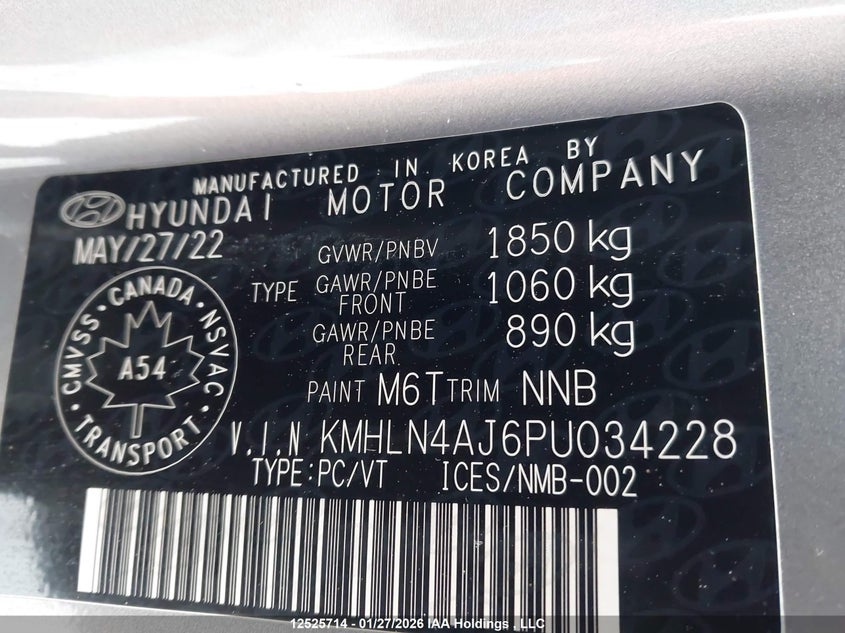 MANUFACTURED IN KOREA BY
HYUNDAI MOTOR COMPANY
MAY/27/22
GVWR/PNBV 1850 kg
TYPE GAWR/PNBE FRONT 1060 kg
GAWR/PNBE REAR 890 kg
CMVSS · CANADA · NSVAC · TRANSPORT ·
A54
PAINT M6T TRIM NNB
V.I.N KMHLN4AJ6PU034228
TYPE:PC/VT ICES/NMB-002
12525714 - 01/27/2026 IAA Holdings , LLC